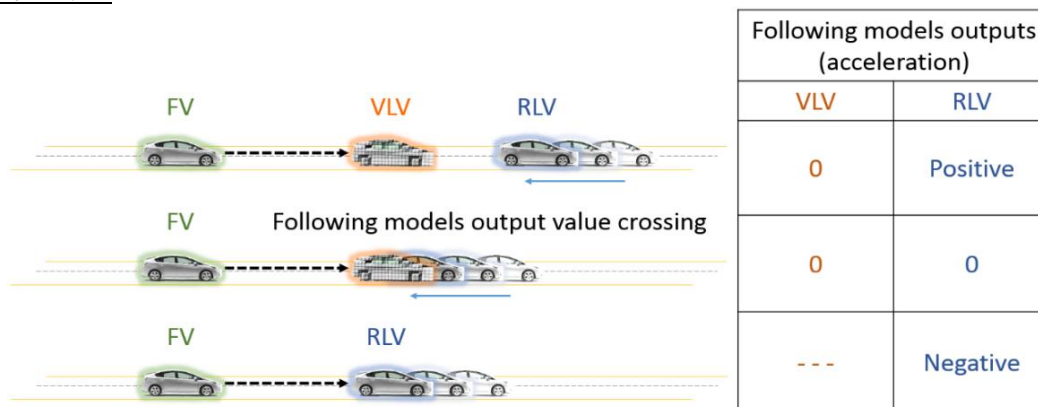 Following models outputs
(acceleration)
VLV RLV
FV VLV RLV
0 Positive
FV Following models output value crossing
0 0
FV RLV
- - - Negative